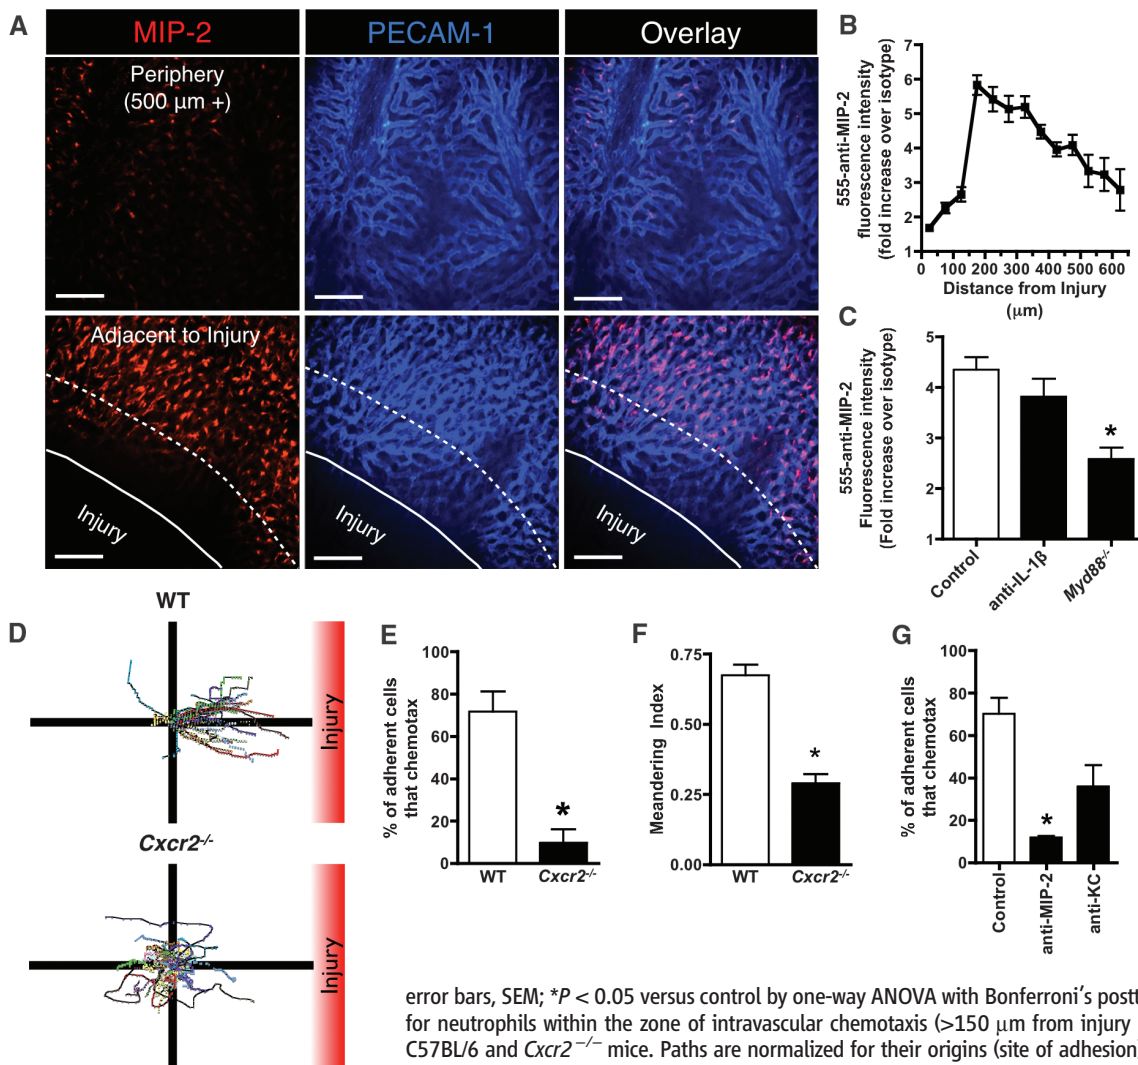 A
MIP-2
PECAM-1
Overlay
Periphery
(500 µm +)
Adjacent to Injury
Injury
Injury
Injury
B
555-anti-MIP-2
fluorescence intensity
(fold increase over isotype)
7
6
5
4
3
2
1
0 100 200 300 400 500 600
Distance from Injury
(µm)
C
555-anti-MIP-2
Fluorescence intensity
(Fold increase over isotype)
5
4
3
2
1
*
Control
anti-IL-1β
Myd88-/-
D
WT
Injury
Cxcr2-/-
Injury
E
% of adherent cells
that chemotax
100
80
60
40
20
0
*
WT
Cxcr2-/-
F
Meandering Index
0.75
0.50
0.25
0.00
*
WT
Cxcr2-/-
G
% of adherent cells
that chemotax
100
80
60
40
20
0
*
Control
anti-MIP-2
anti-KC
error bars, SEM; *P < 0.05 versus control by one-way ANOVA with Bonferroni's postt
for neutrophils within the zone of intravascular chemotaxis (>150 µm from injury
C57BL/6 and Cxcr2−/− mice. Paths are normalized for their origins (site of adhesion)